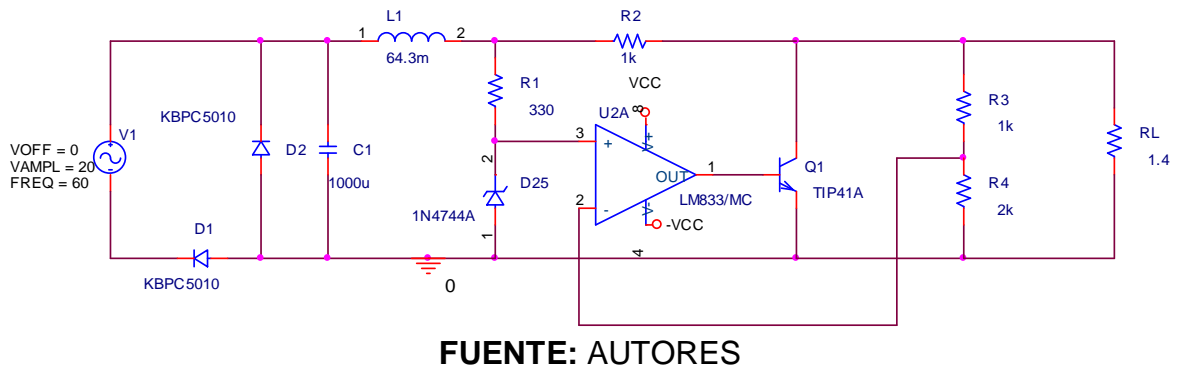 L1
1
2
64.3m
R2
1k
VCC
R1
330
KBPC5010
V1
VOFF = 0
VAMPL = 20
FREQ = 60
D2
C1
1000u
U2A
8
V+
3
+
OUT
1
2
-
V-
4
LM833/MC
-VCC
2
D25
1N4744A
1
Q1
TIP41A
R3
1k
R4
2k
RL
1.4
D1
KBPC5010
0
FUENTE: AUTORES